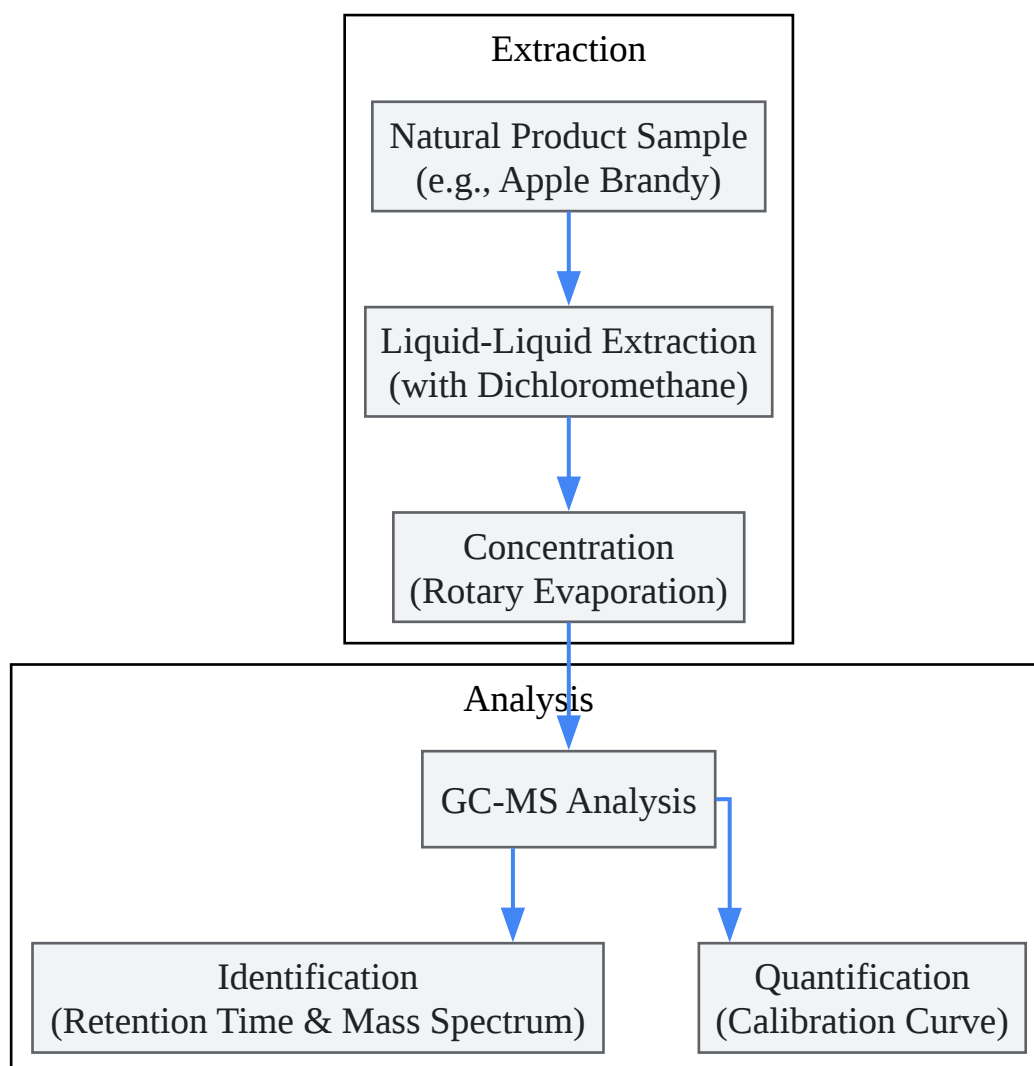 Extraction
Natural Product Sample
(e.g., Apple Brandy)
Liquid-Liquid Extraction
(with Dichloromethane)
Concentration
(Rotary Evaporation)
Analysis
GC-MS Analysis
Identification
(Retention Time & Mass Spectrum)
Quantification
(Calibration Curve)